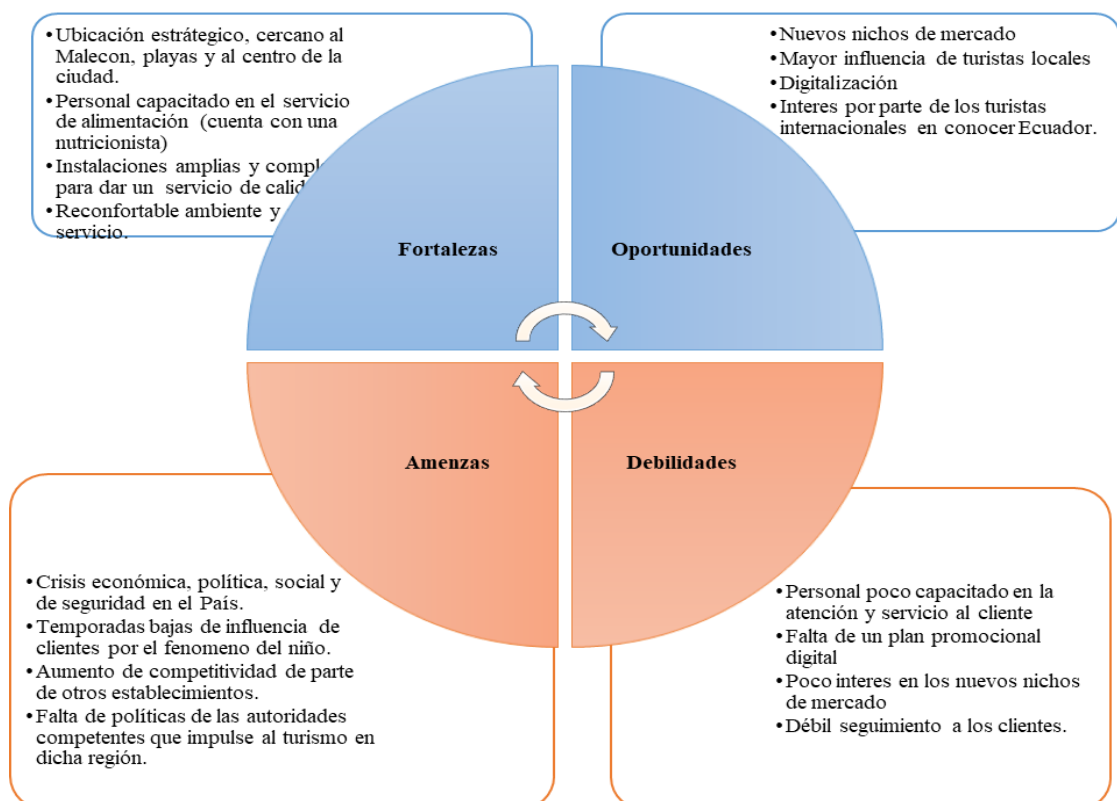 •Ubicación estratégico, cercano al
Malecon, playas y al centro de la
ciudad.
•Personal capacitado en el servicio
de alimentación (cuenta con una
nutricionista)
•Instalaciones amplias y comple
para dar un servicio de calid
•Reconfortable ambiente y
servicio.
•Nuevos nichos de mercado
•Mayor influencia de turistas locales
•Digitalización
•Interes por parte de los turistas
internacionales en conocer Ecuador.
Fortalezas
Oportunidades
Amenzas
Debilidades
•Crisis económica, política, social y
de seguridad en el País.
•Temporadas bajas de influencia de
clientes por el fenomeno del niño.
•Aumento de competitividad de parte
de otros establecimientos.
•Falta de políticas de las autoridades
competentes que impulse al turismo en
dicha región.
•Personal poco capacitado en la
atención y servicio al cliente
•Falta de un plan promocional
digital
•Poco interes en los nuevos nichos
de mercado
•Débil seguimiento a los clientes.